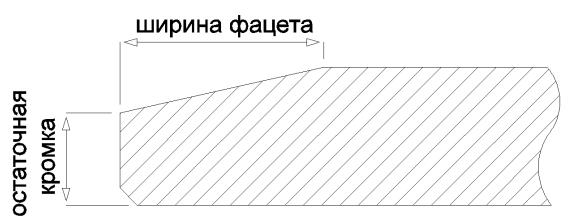 ширина фацета
остаточная
кромка